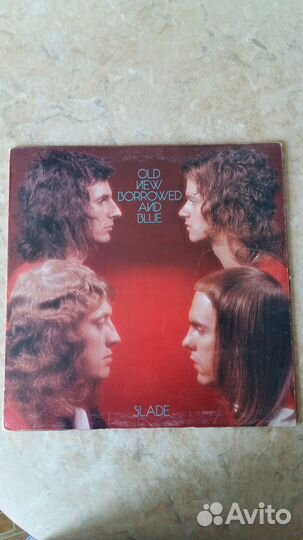 OLD
NEW
BORROWED
AND
BLUE
SLADE
Avito